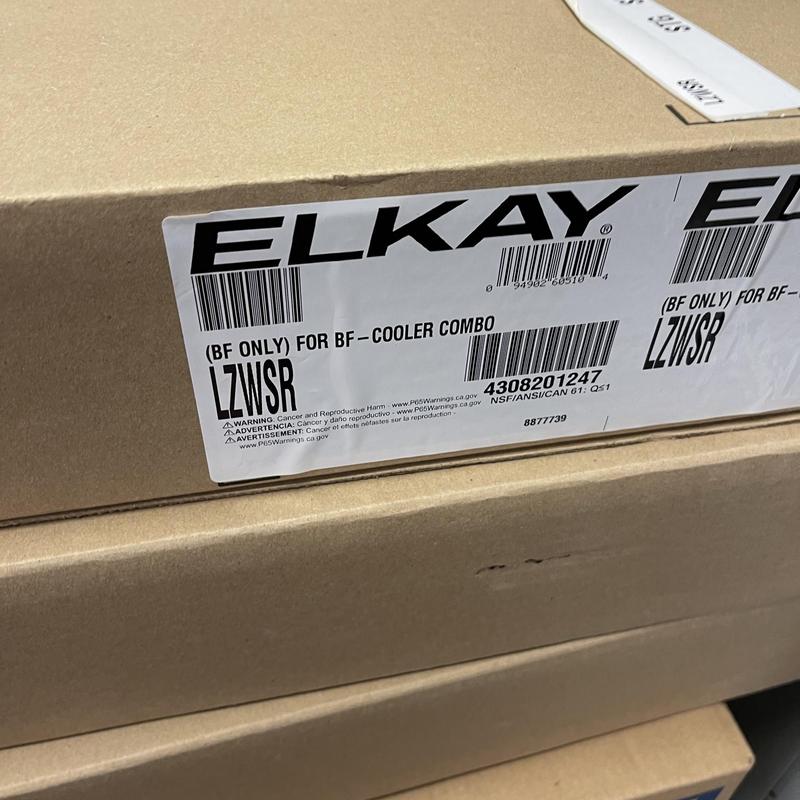 STG
LZWSR
ELKAY®
0 94902 60510 4
(BF ONLY) FOR BF-COOLER COMBO
LZWSR
4308201247
NSF/ANSI/CAN 61: Q≤1
⚠WARNING: Cancer and Reproductive Harm - www.P65Warnings.ca.gov
⚠ADVERTENCIA: Cáncer y daño reproductivo - www.P65Warnings.ca.gov
⚠AVERTISSEMENT: Cancer et effets néfastes sur la reproduction -
www.P65Warnings.ca.gov
8877739
(BF ONLY) FOR BF-
LZWSR